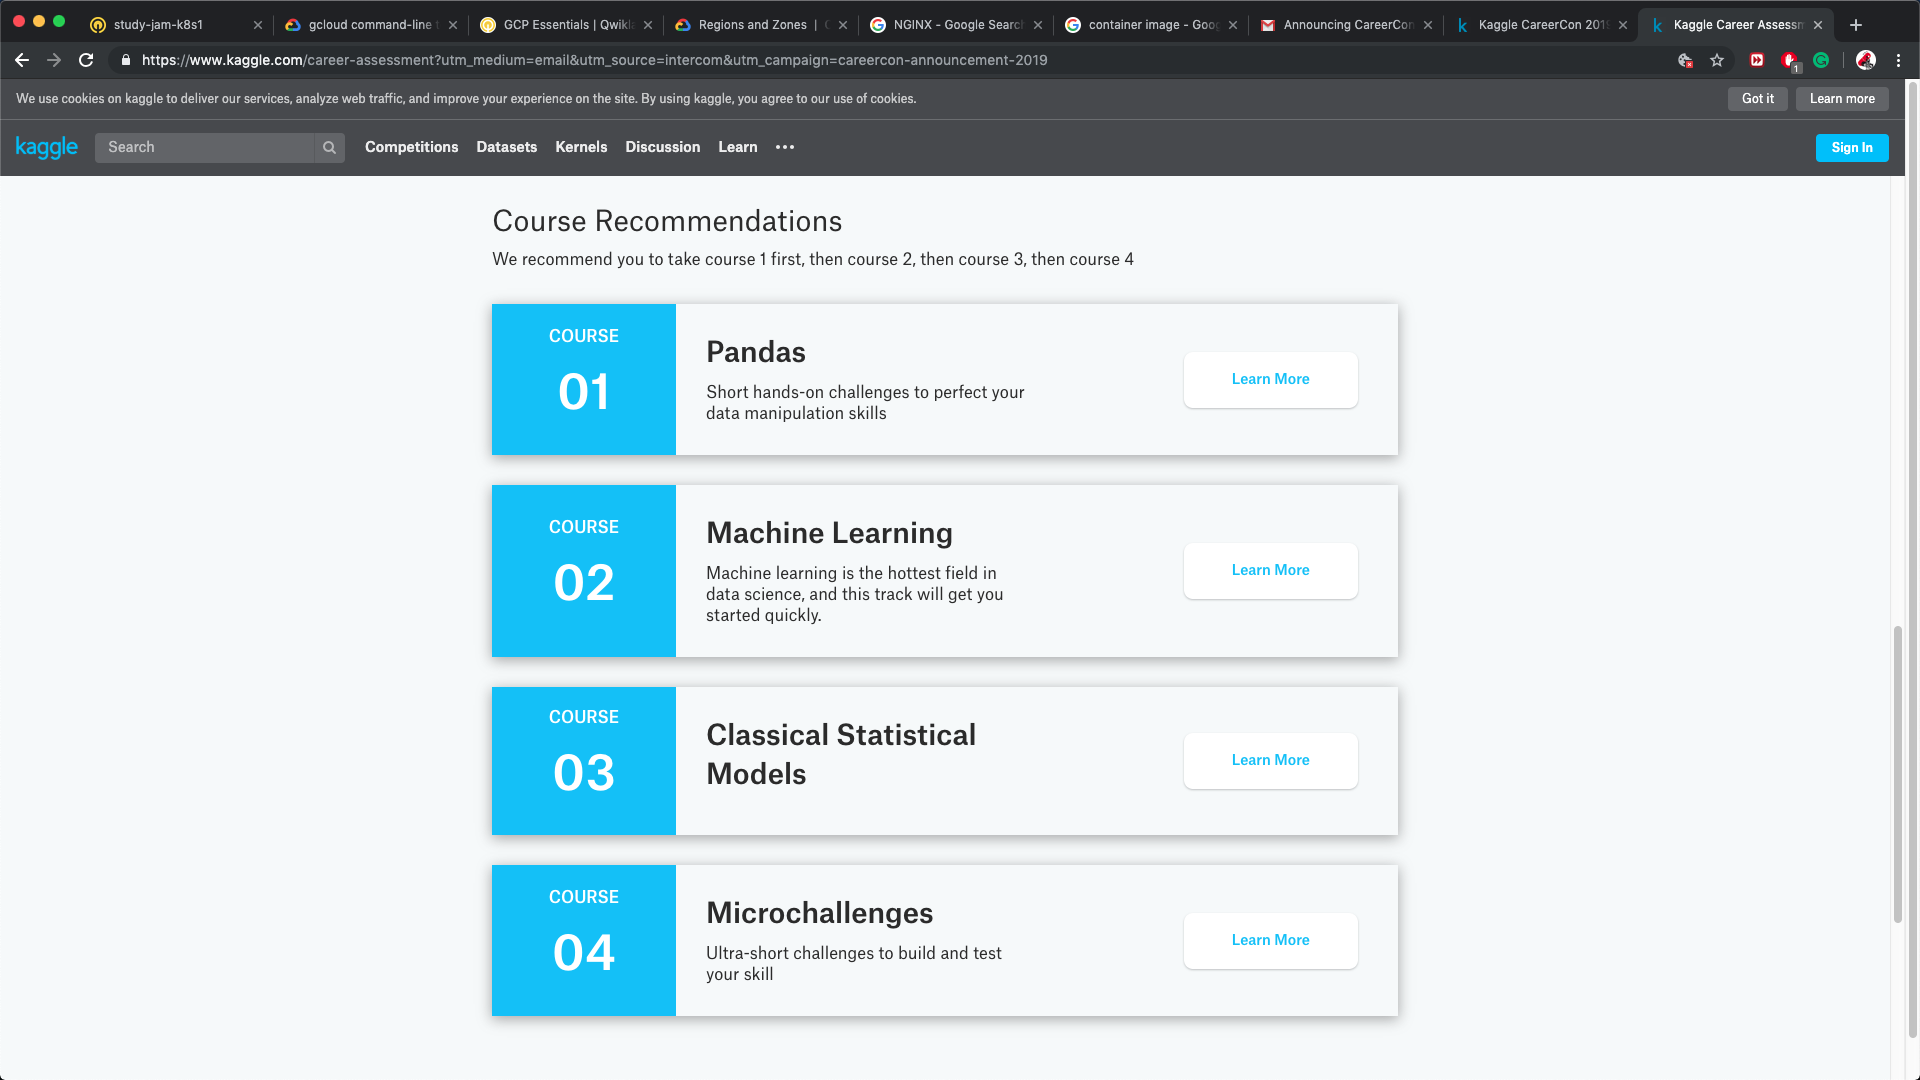 study-jam-k8s1
gcloud command-line
GCP Essentials | Qwikl
Regions and Zones |
NGINX - Google Search
container image - Goog
Announcing CareerCon
Kaggle CareerCon 2019
Kaggle Career Assessm
https://www.kaggle.com/career-assessment?utm_medium=email&utm_source=intercom&utm_campaign=careercon-announcement-2019
1
We use cookies on kaggle to deliver our services, analyze web traffic, and improve your experience on the site. By using kaggle, you agree to our use of cookies.
Got it
Learn more
kaggle
Search
Competitions
Datasets
Kernels
Discussion
Learn
Sign In
Course Recommendations
We recommend you to take course 1 first, then course 2, then course 3, then course 4
COURSE
01
Pandas
Short hands-on challenges to perfect your
data manipulation skills
Learn More
COURSE
02
Machine Learning
Machine learning is the hottest field in
data science, and this track will get you
started quickly.
Learn More
COURSE
03
Classical Statistical
Models
Learn More
COURSE
04
Microchallenges
Ultra-short challenges to build and test
your skill
Learn More